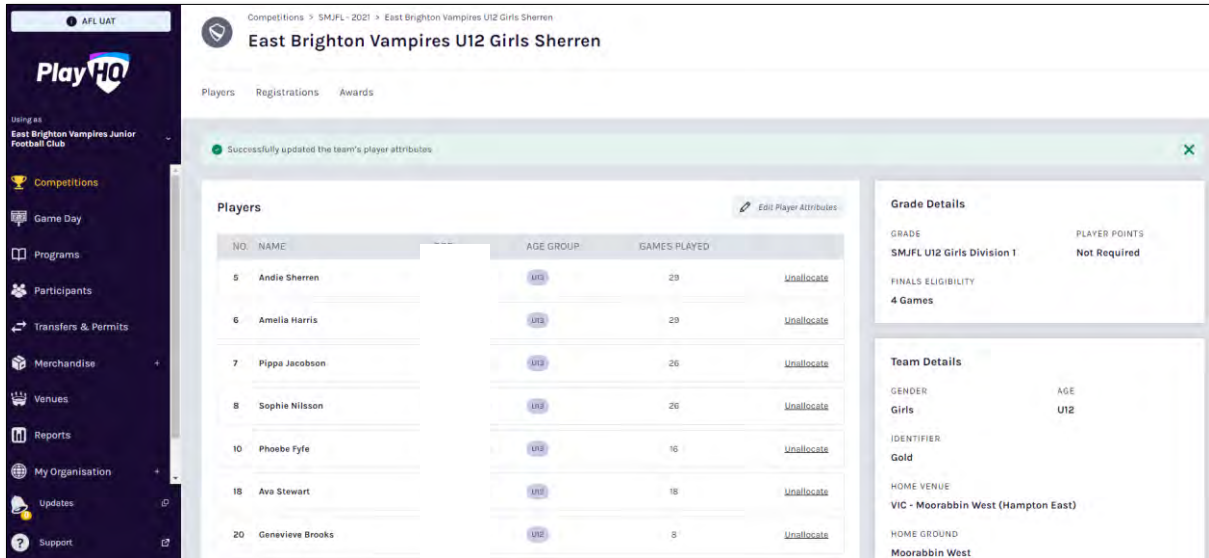 AFL UAT
PlayHQ
Using as
East Brighton Vampires Junior
Football Club
Competitions
Game Day
Programs
Participants
Transfers & Permits
Merchandise +
Venues
Reports
My Organisation +
Updates
Support
Competitions > SMJFL - 2021 > East Brighton Vampires U12 Girls Sherren
East Brighton Vampires U12 Girls Sherren
Players Registrations Awards
Successfully updated the team's player attributes
Players
Edit Player Attributes
NO. NAME AGE GROUP GAMES PLAYED
5 Andie Sherren 29 Unallocate
6 Amelia Harris 29 Unallocate
7 Pippa Jacobson 26 Unallocate
8 Sophie Nilsson 26 Unallocate
10 Phoebe Fyfe 16 Unallocate
18 Ava Stewart 18 Unallocate
20 Genevieve Brooks U12 8 Unallocate
Grade Details
GRADE PLAYER POINTS
SMJFL U12 Girls Division 1 Not Required
FINALS ELIGIBILITY
4 Games
Team Details
GENDER AGE
Girls U12
IDENTIFIER
Gold
HOME VENUE
VIC - Moorabbin West (Hampton East)
HOME GROUND
Moorabbin West